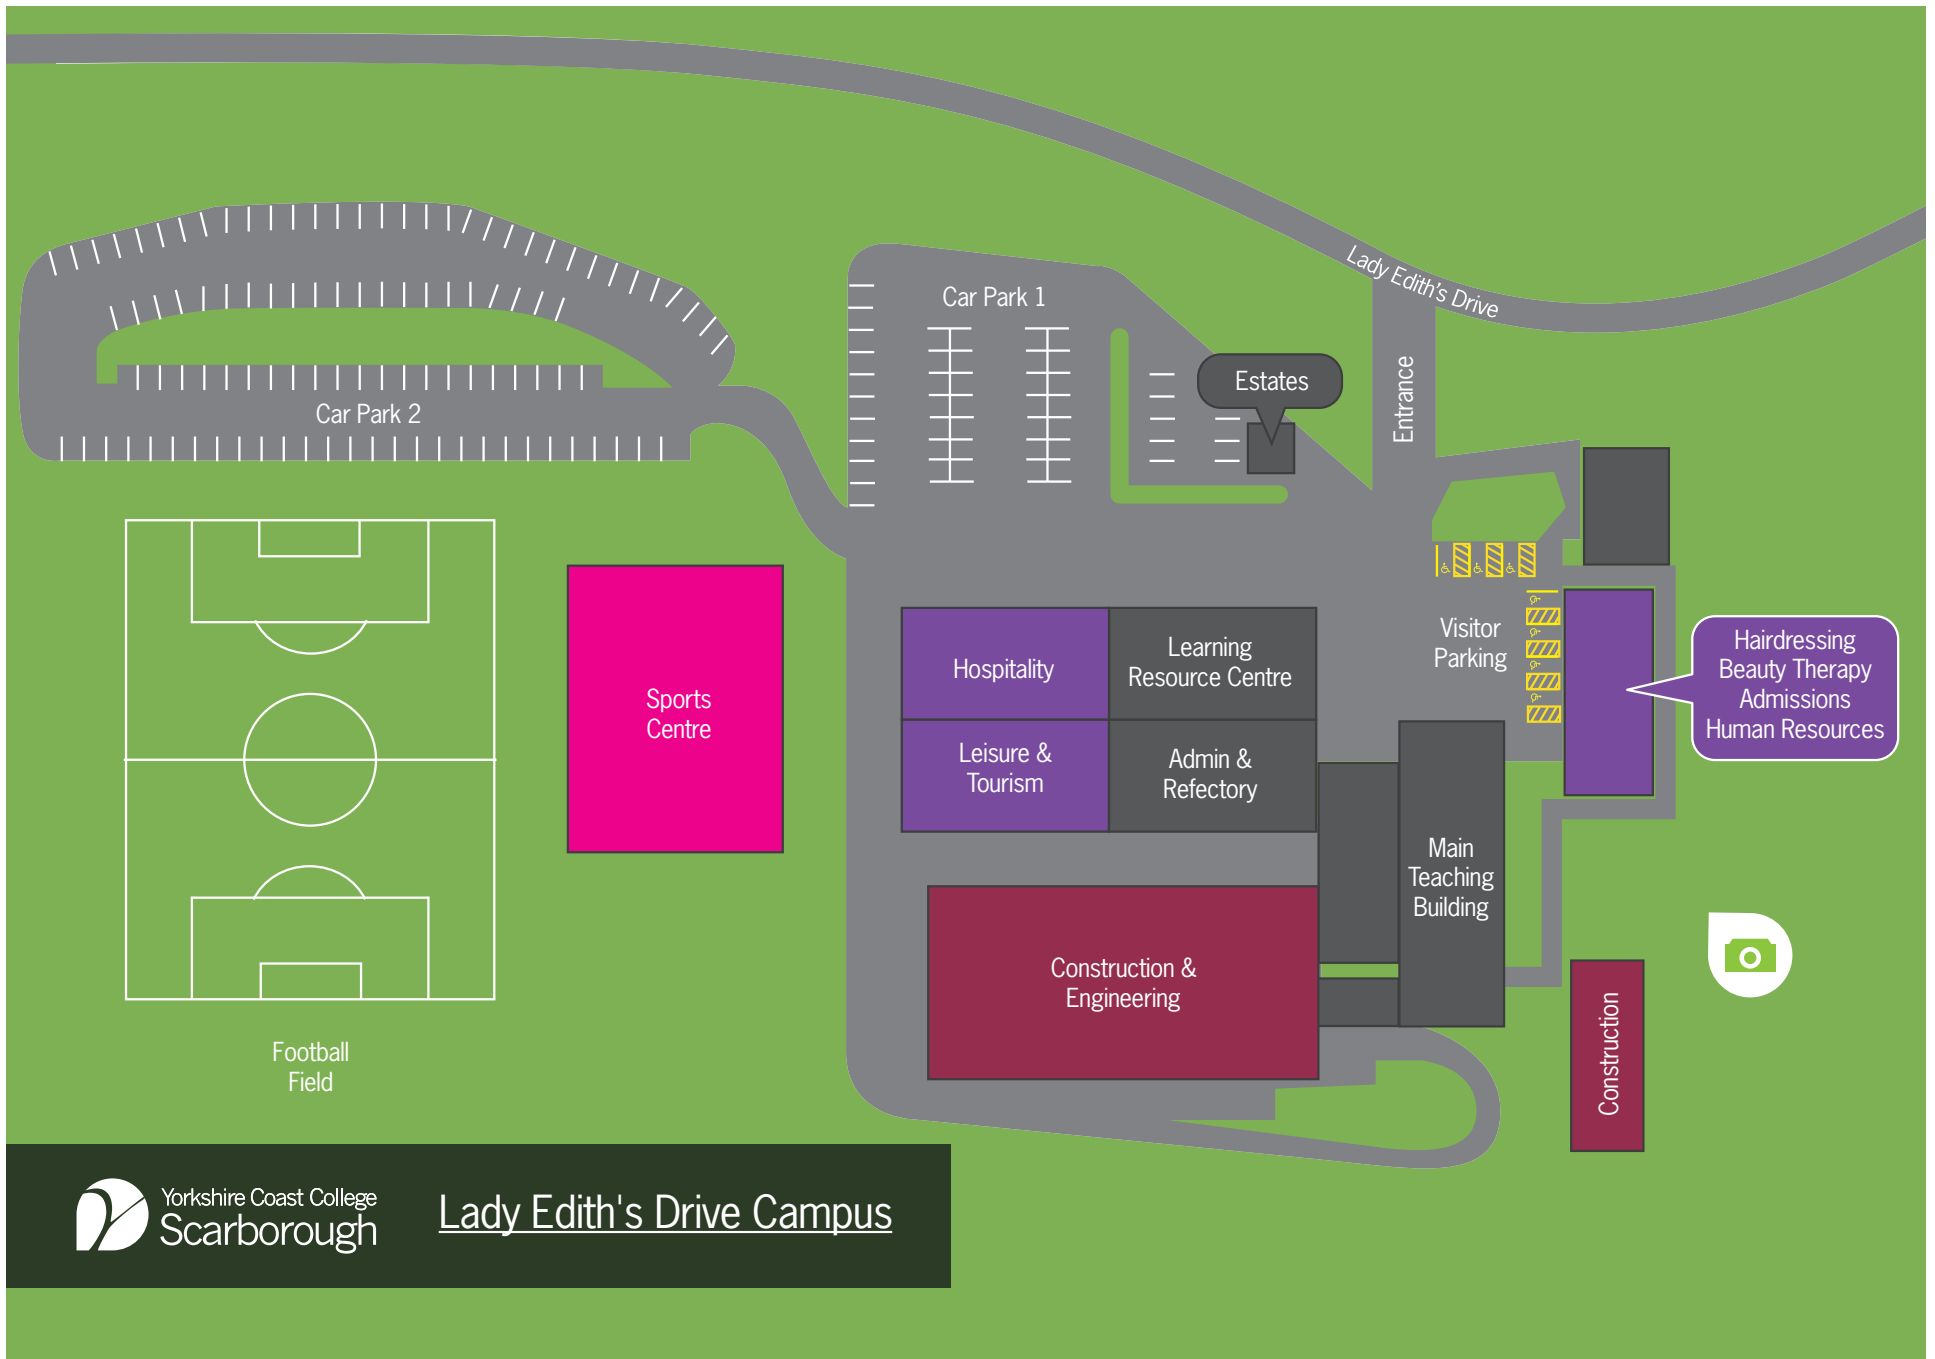 Lady Edith's Drive
Car Park 1
Estates
Entrance
Car Park 2
Visitor
Parking
Hairdressing
Beauty Therapy
Admissions
Human Resources
Sports
Centre
Hospitality
Learning
Resource Centre
Leisure &
Tourism
Admin &
Refectory
Main
Teaching
Building
Construction &
Engineering
Construction
Football
Field
Yorkshire Coast College
Scarborough
Lady Edith's Drive Campus